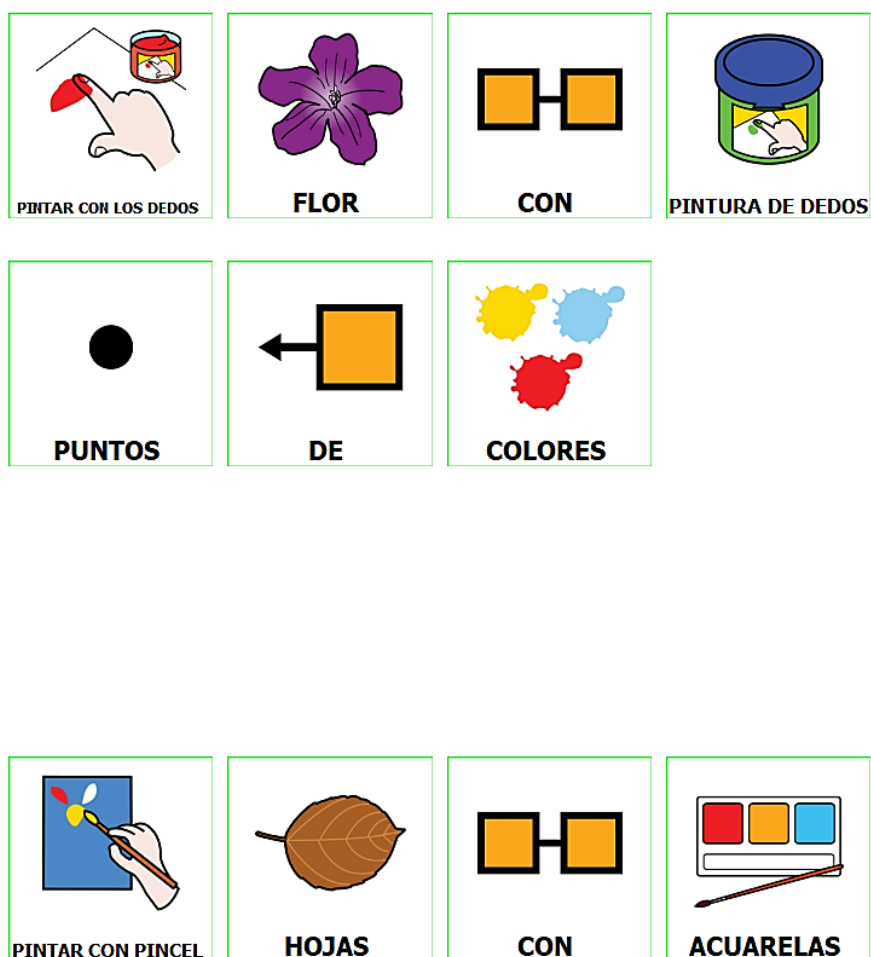 PINTAR CON LOS DEDOS
FLOR
CON
PINTURA DE DEDOS
PUNTOS
DE
COLORES
PINTAR CON PINCEL
HOJAS
CON
ACUARELAS